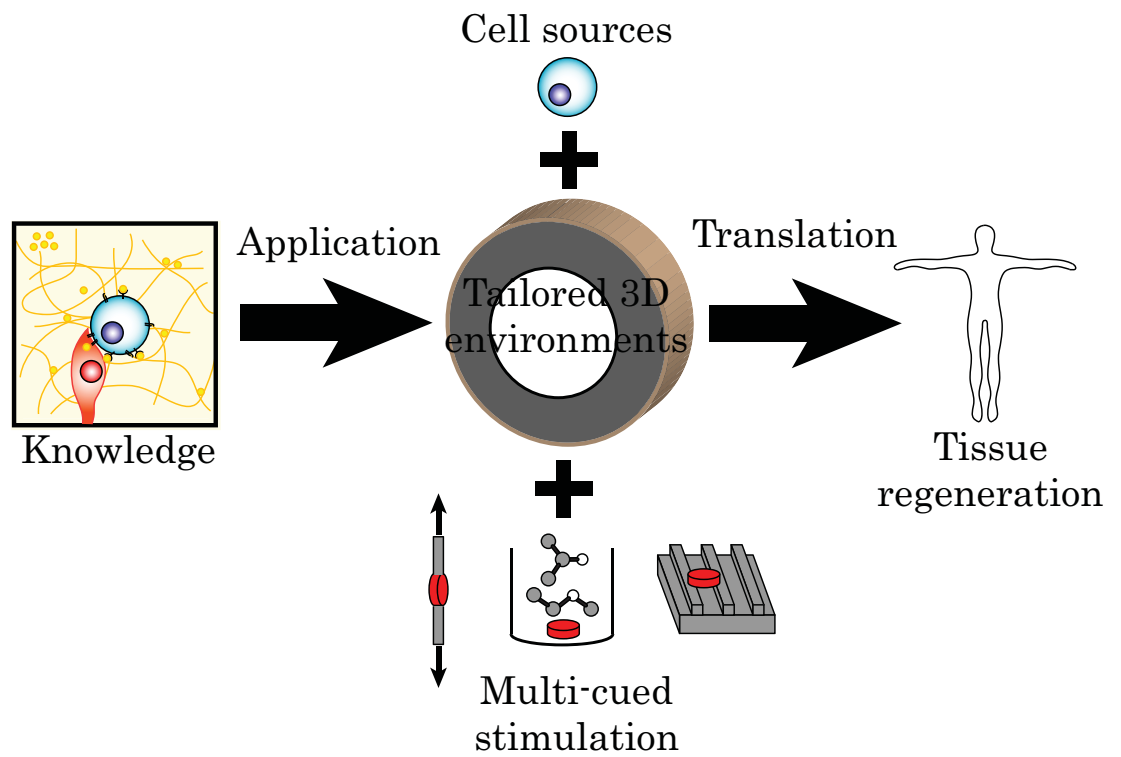 Cell sources
Application
Translation
Tailored 3D
environments
Knowledge
Tissue
regeneration
Multi-cued
stimulation